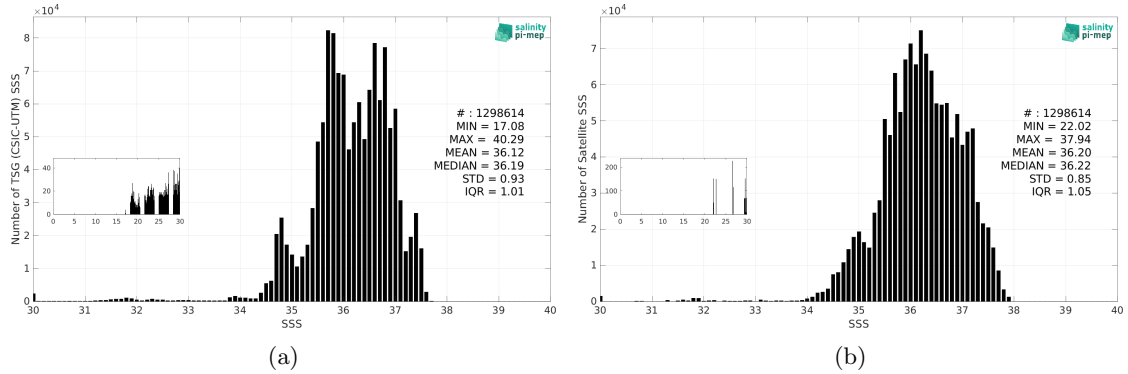 ×10⁴
salinity
pi-mep
Number of TSG (CSIC-UTM) SSS
8
7
6
5
4
3
2
1
0
# : 1298614
MIN = 17.08
MAX = 40.29
MEAN = 36.12
MEDIAN = 36.19
STD = 0.93
IQR = 1.01
40
20
0
0 5 10 15 20 25 30
30 31 32 33 34 35 36 37 38 39 40
SSS
(a)
×10⁴
salinity
pi-mep
Number of Satellite SSS
7
6
5
4
3
2
1
0
# : 1298614
MIN = 22.02
MAX = 37.94
MEAN = 36.20
MEDIAN = 36.22
STD = 0.85
IQR = 1.05
200
100
0
0 5 10 15 20 25 30
30 31 32 33 34 35 36 37 38 39 40
SSS
(b)